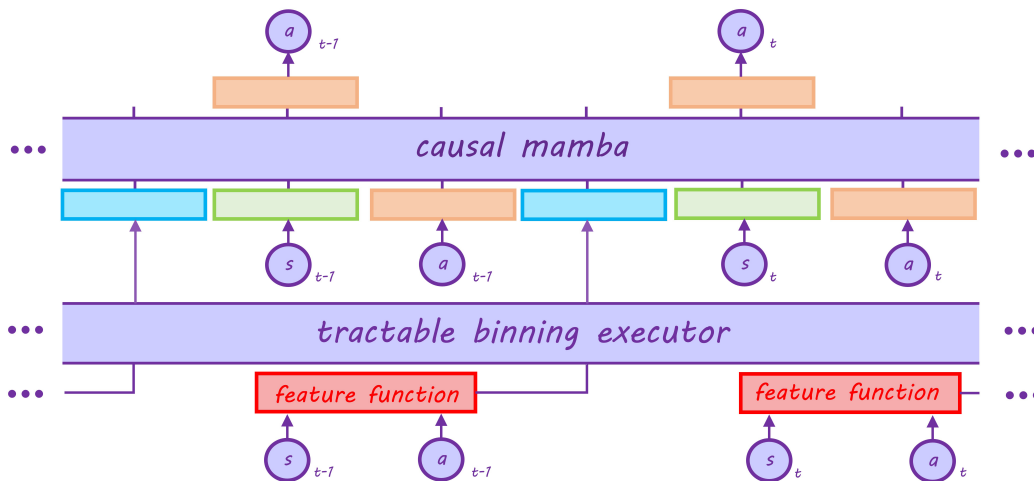 a t-1 a t
causal mamba
s t-1 a t-1 s t a t
tractable binning executor
feature function feature function
s t-1 a t-1 s t a t